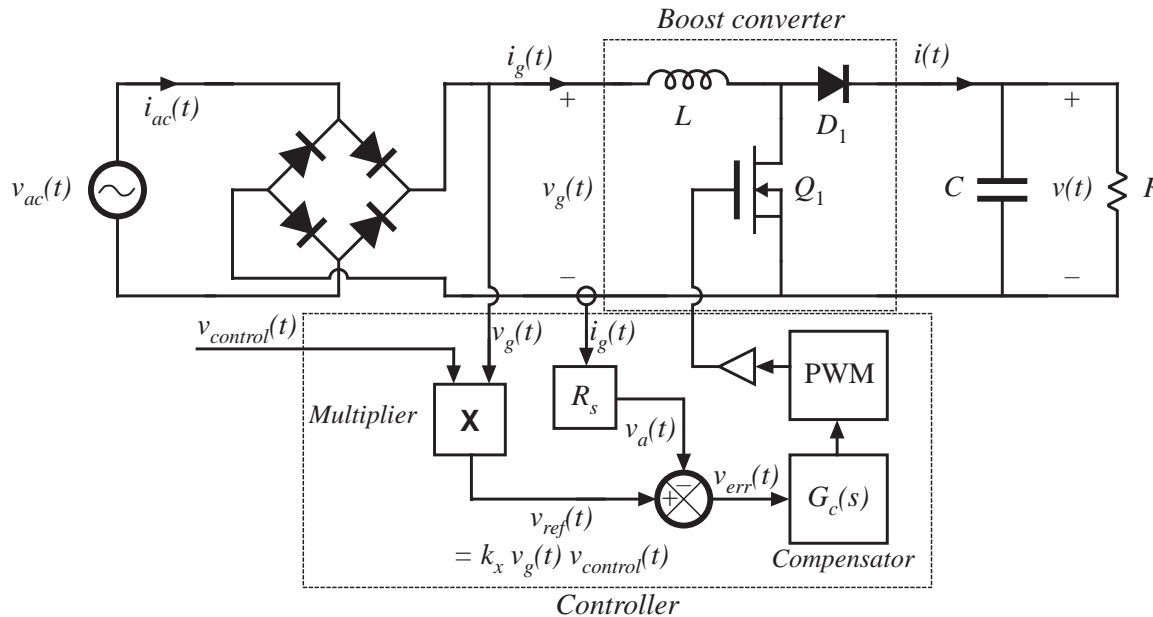 Boost converter
i_g(t)
i(t)
i_ac(t)
+
+
L
D_1
v_ac(t)
v_g(t)
Q_1
C
v(t)
–
–
v_control(t)
v_g(t)
i_g(t)
PWM
Multiplier
X
R_s
v_a(t)
–
+
v_err(t)
G_c(s)
v_ref(t)
= k_x v_g(t) v_control(t)
Compensator
Controller